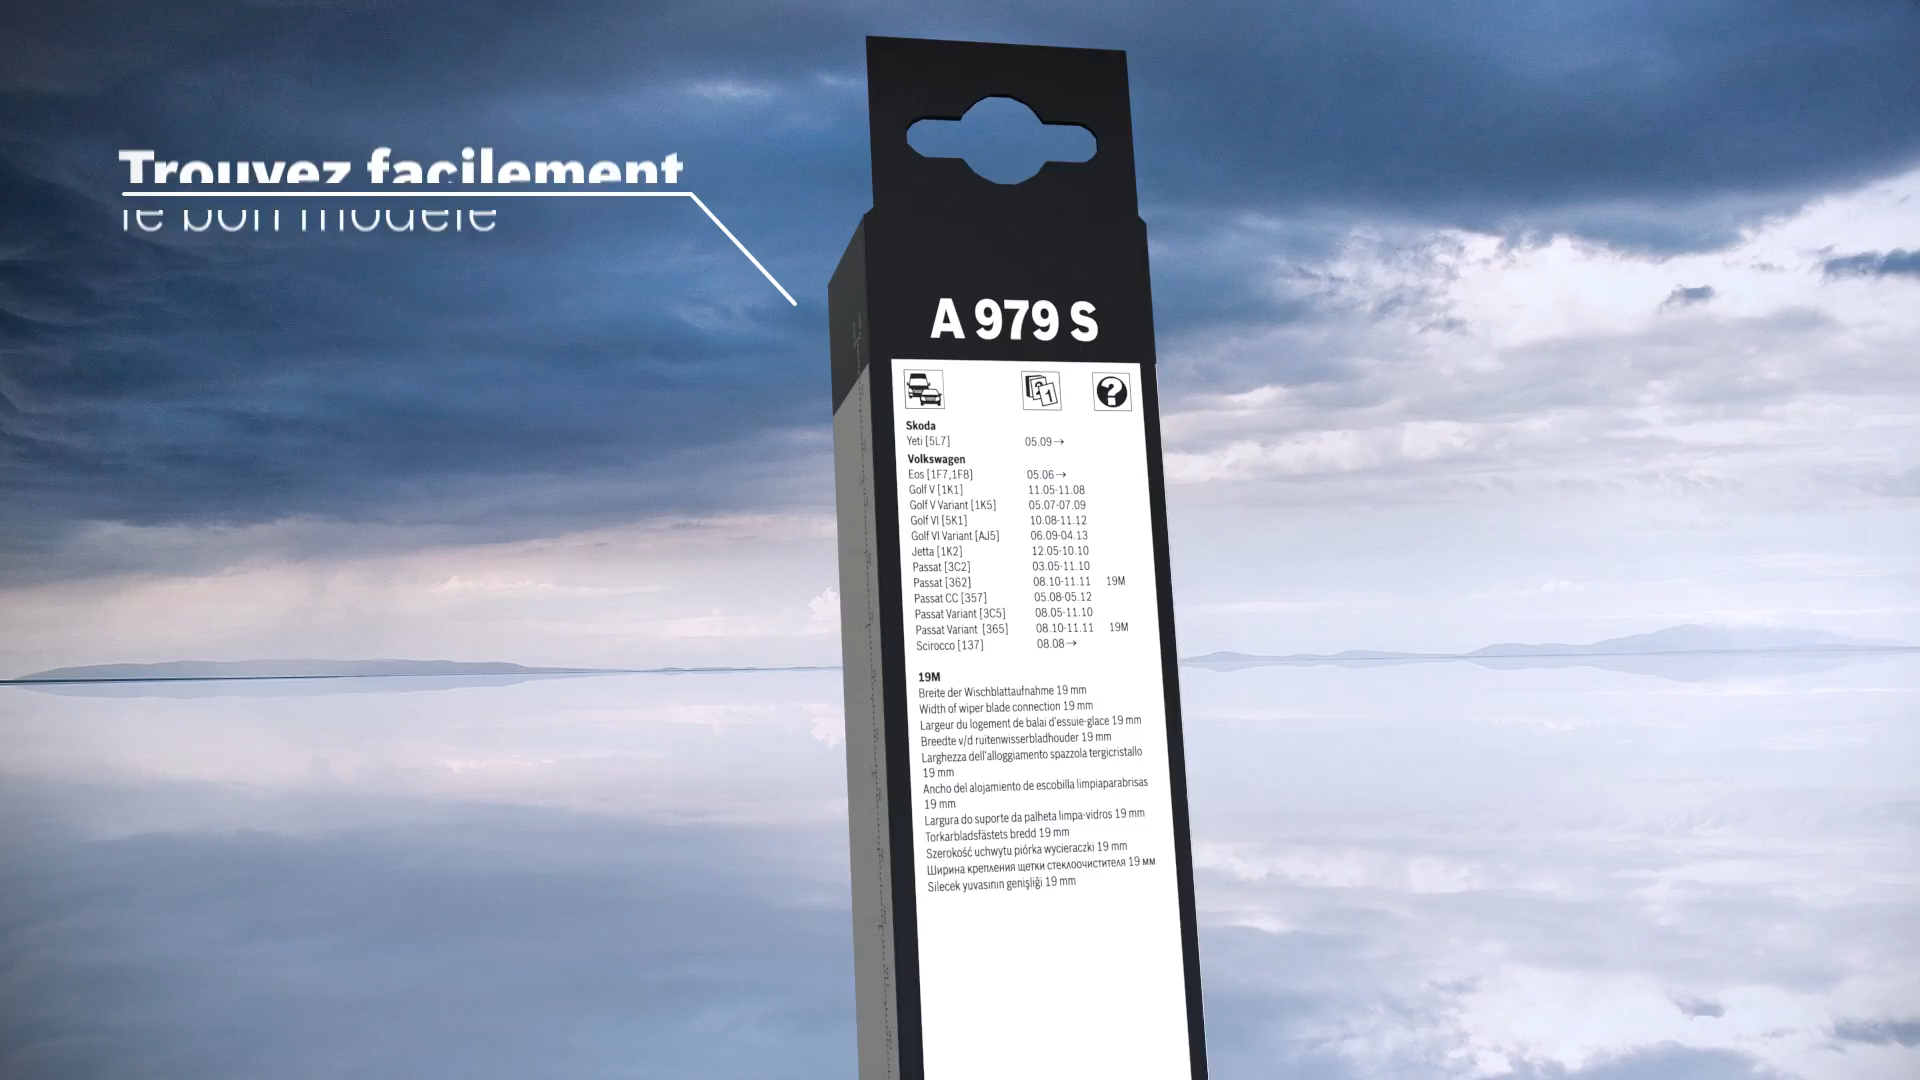 Trouvez facilement
le bon modèle
A 979 S
Skoda
Yeti [5L7] 05.09→
Volkswagen
Eos [1F7,1F8] 05.06→
Golf V [1K1] 11.05-11.08
Golf V Variant [1K5] 05.07-07.09
Golf VI [5K1] 10.08-11.12
Golf VI Variant [AJ5] 06.09-04.13
Jetta [1K2] 12.05-10.10
Passat [3C2] 03.05-11.10
Passat [362] 08.10-11.11 19M
Passat CC [357] 05.08-05.12
Passat Variant [3C5] 08.05-11.10
Passat Variant [365] 08.10-11.11 19M
Scirocco [137] 08.08→
19M
Breite der Wischblattaufnahme 19 mm
Width of wiper blade connection 19 mm
Largeur du logement de balai d'essuie-glace 19 mm
Breedte v/d ruitenwisserbladhouder 19 mm
Larghezza dell'alloggiamento spazzola tergicristallo
19 mm
Ancho del alojamiento de escobilla limpiaparabrisas
19 mm
Largura do suporte da palheta limpa-vidros 19 mm
Torkarbladsfästets bredd 19 mm
Szerokość uchwytu piórka wycieraczki 19 mm
Ширина крепления щетки стеклоочистителя 19 мм
Silecek yuvasının genişliği 19 mm